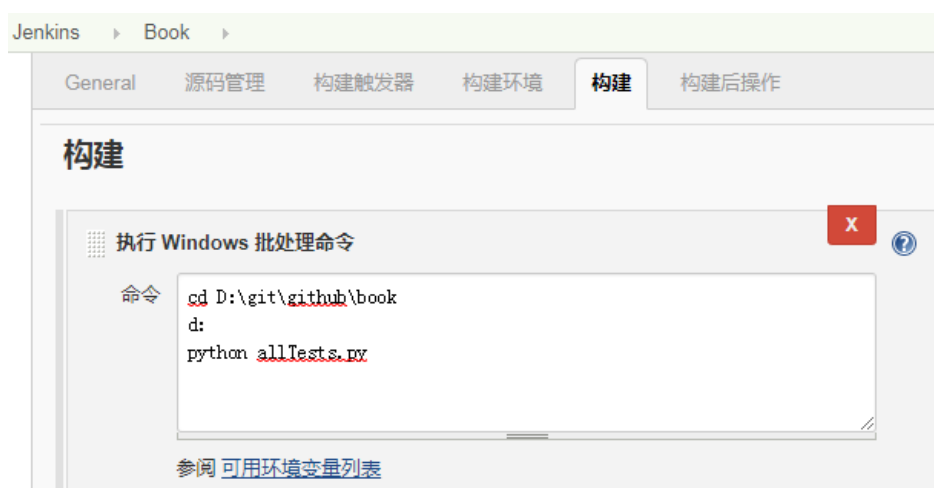 Jenkins Book
General 源码管理 构建触发器 构建环境 构建 构建后操作
构建
执行 Windows 批处理命令
X
?
命令
cd D:\git\github\book
d:
python allTests.py
参阅 可用环境变量列表